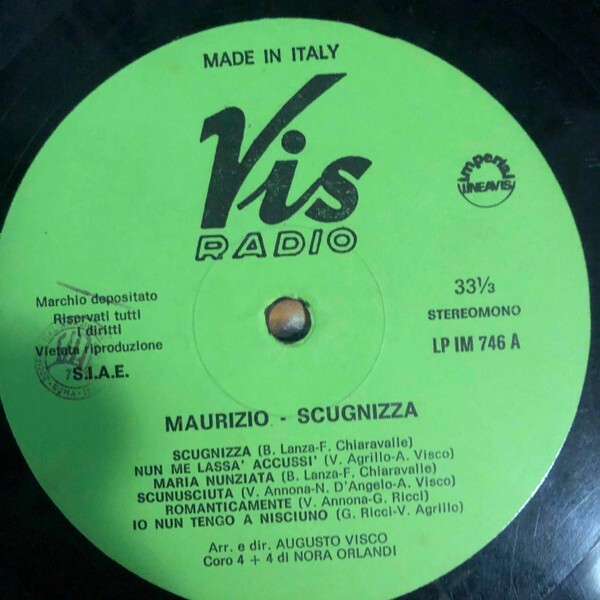 MADE IN ITALY
Vis
RADIO
imperial
LINEAVIS
Marchio depositato
Riservati tutti
i diritti
Vietata riproduzione
S.I.A.E.
33⅓
STEREOMONO
LP IM 746 A
MAURIZIO - SCUGNIZZA
SCUGNIZZA (B. Lanza-F. Chiaravalle)
NUN ME LASSA' ACCUSSI' (V. Agrillo-A. Visco)
MARIA NUNZIATA (B. Lanza-F. Chiaravalle)
SCUNUSCIUTA (V. Annona-N. D'Angelo-A. Visco)
ROMANTICAMENTE (V. Annona-G. Ricci)
IO NUN TENGO A NISCIUNO (G. Ricci-V. Agrillo)
Arr. e dir. AUGUSTO VISCO
Coro 4 + 4 di NORA ORLANDI